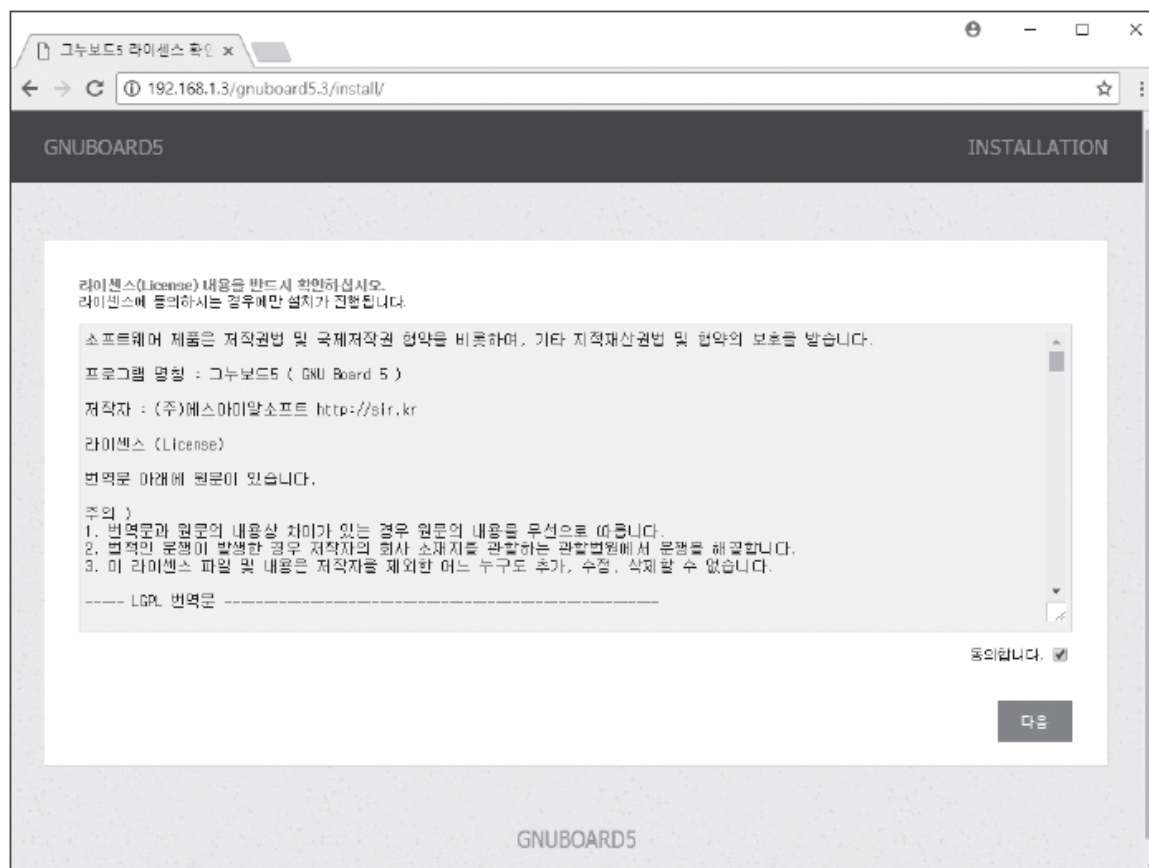 그누보드5 라이센스 확인
192.168.1.3/gnuboard5.3/install/
GNUBOARD5 INSTALLATION
라이센스(License) 내용을 반드시 확인하십시오.
라이센스에 동의하시는 경우에만 설치가 진행됩니다.
소프트웨어 제품은 저작권법 및 국제저작권 협약을 비롯하여, 기타 지적재산권법 및 협약의 보호를 받습니다.
프로그램 명칭 : 그누보드5 ( GNU Board 5 )
저작자 : (주)에스아이알소프트 http://sir.kr
라이센스 (License)
번역문 아래에 원문이 있습니다.
주의 )
1. 번역문과 원문의 내용상 차이가 있는 경우 원문의 내용을 우선으로 따릅니다.
2. 법적인 분쟁이 발생한 경우 저작자의 회사 소재지를 관할하는 관할법원에서 분쟁을 해결합니다.
3. 이 라이센스 파일 및 내용은 저작자를 제외한 어느 누구도 추가, 수정, 삭제할 수 없습니다.
----- LGPL 번역문 --------------------------------------------------------
동의합니다.
다음
GNUBOARD5